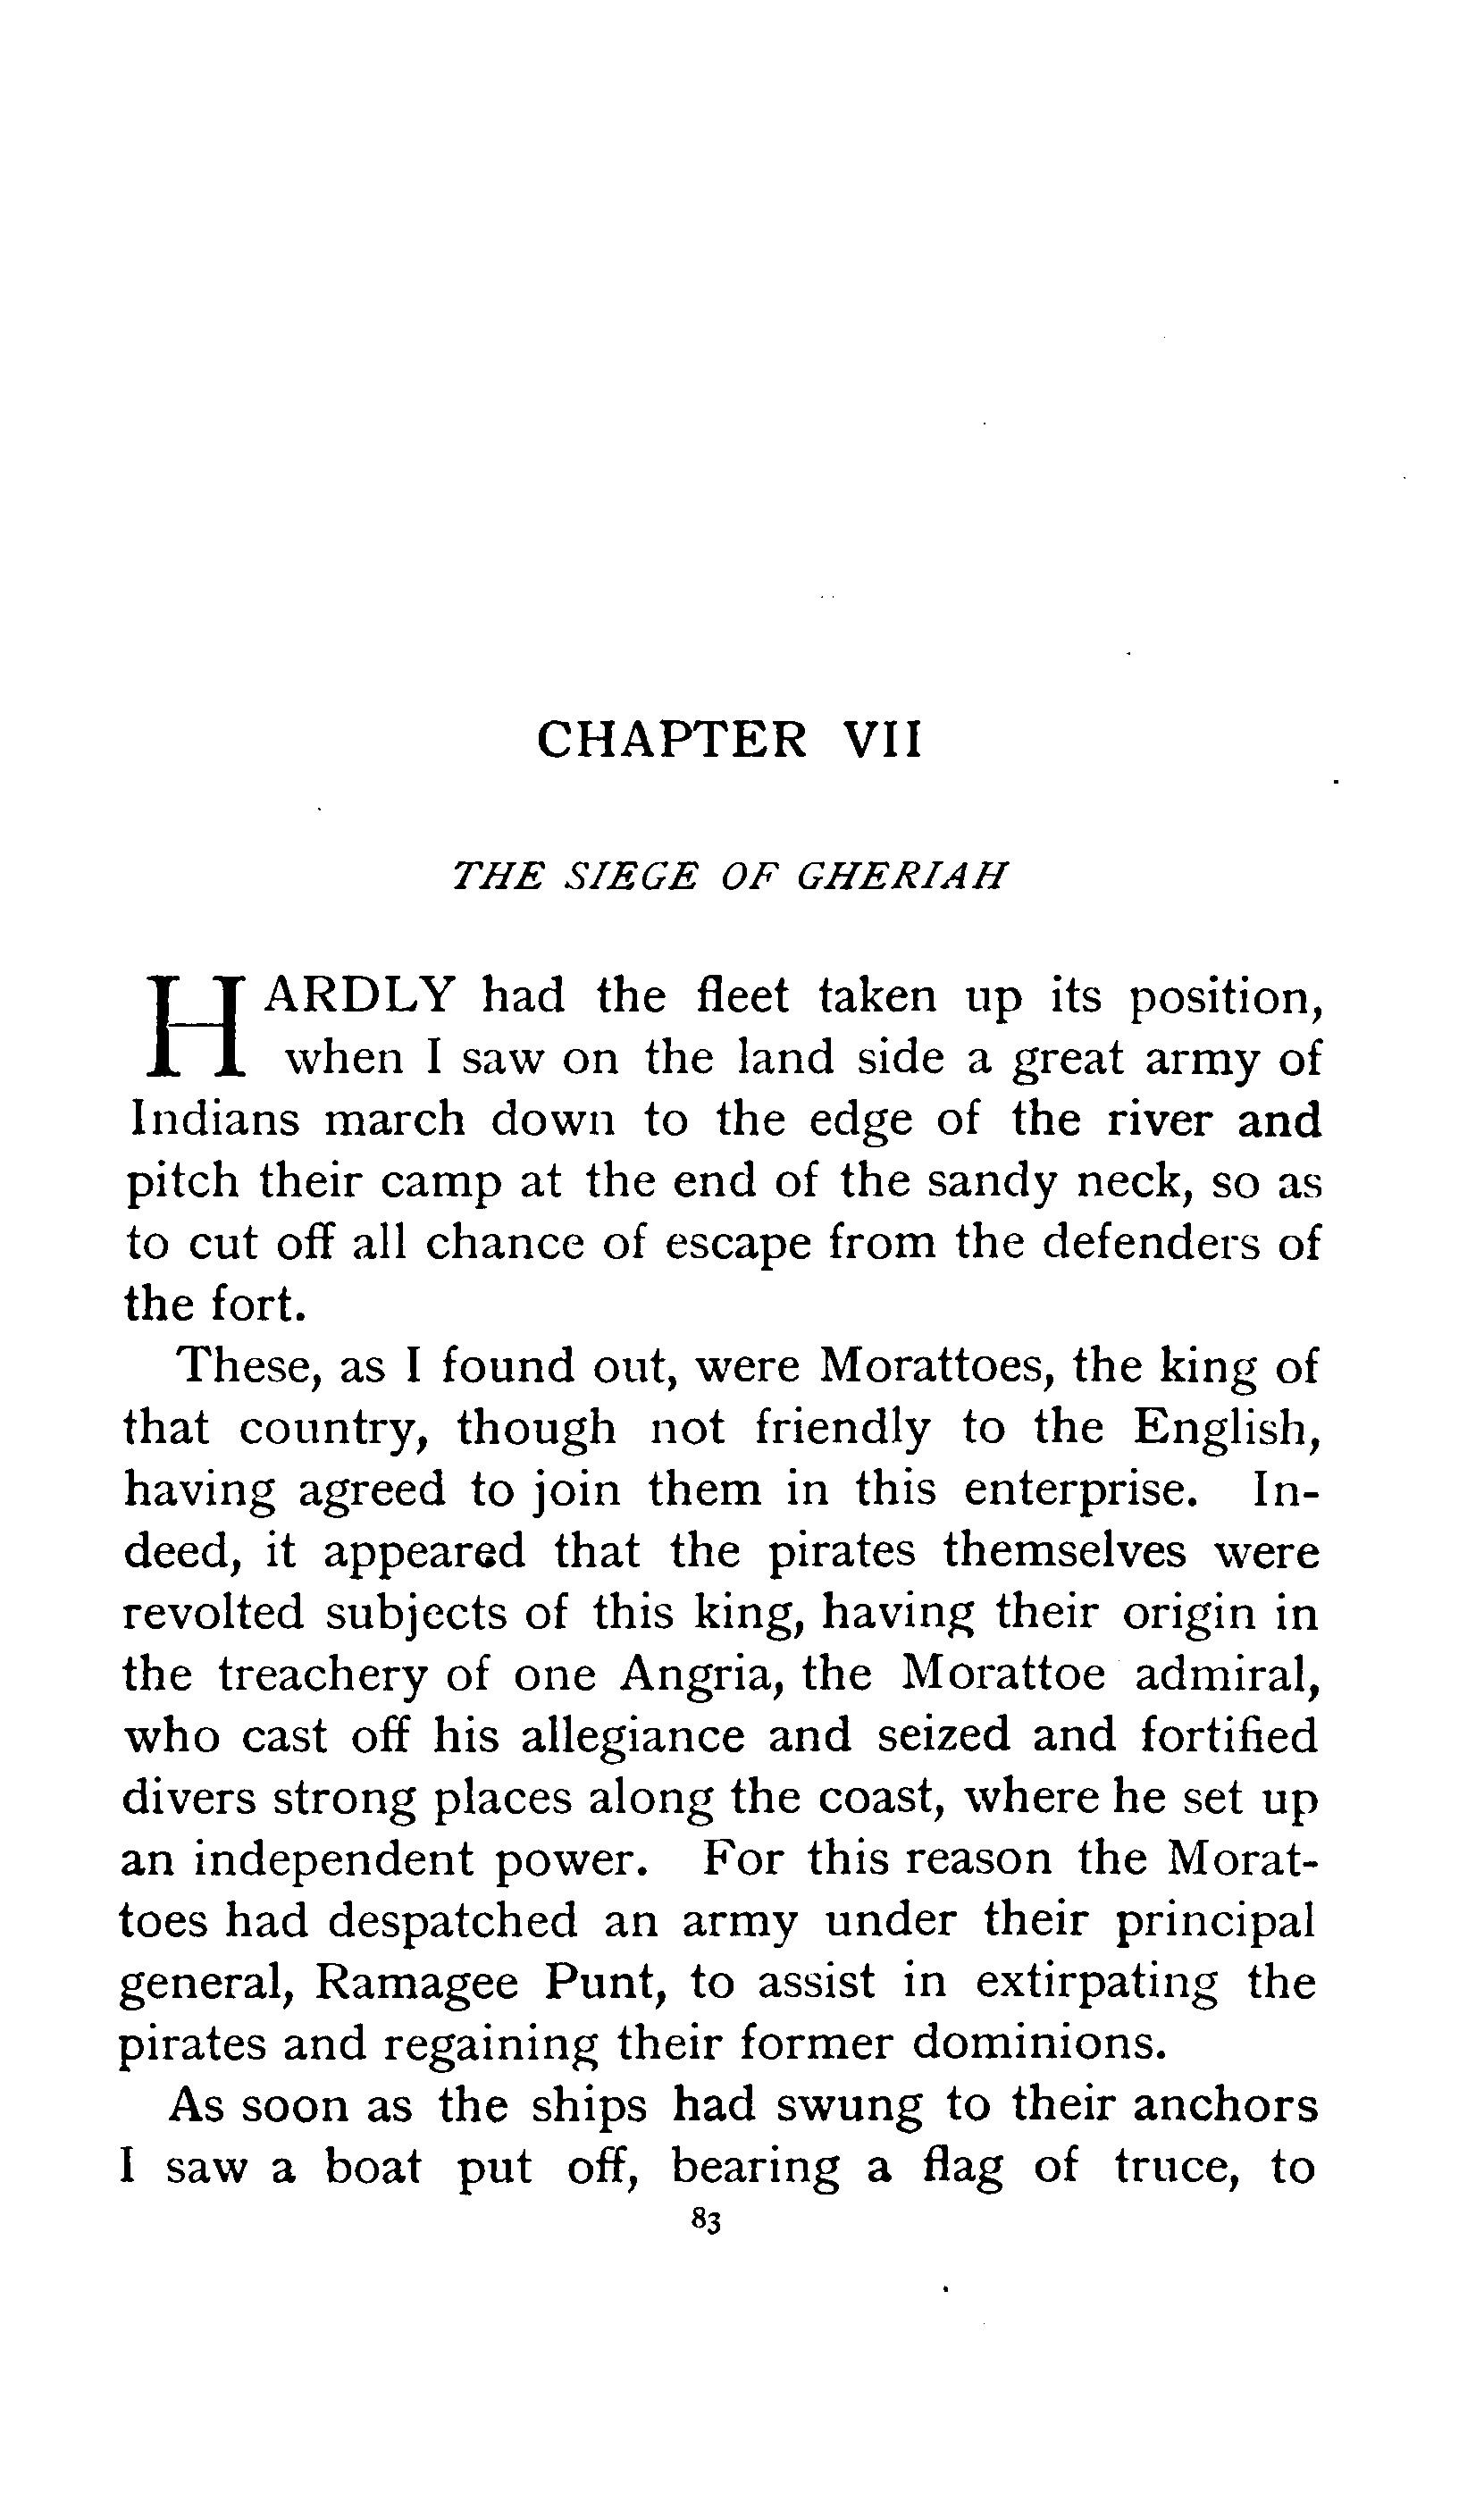 CHAPTER VII
THE SIEGE OF GHERIAH
HARDLY had the fleet taken up its position,
when I saw on the land side a great army of
Indians march down to the edge of the river and
pitch their camp at the end of the sandy neck, so as
to cut off all chance of escape from the defenders of
the fort.
These, as I found out, were Morattoes, the king of
that country, though not friendly to the English,
having agreed to join them in this enterprise. In-
deed, it appeared that the pirates themselves were
revolted subjects of this king, having their origin in
the treachery of one Angria, the Morattoe admiral,
who cast off his allegiance and seized and fortified
divers strong places along the coast, where he set up
an independent power. For this reason the Morat-
toes had despatched an army under their principal
general, Ramagee Punt, to assist in extirpating the
pirates and regaining their former dominions.
As soon as the ships had swung to their anchors
I saw a boat put off, bearing a flag of truce, to
83